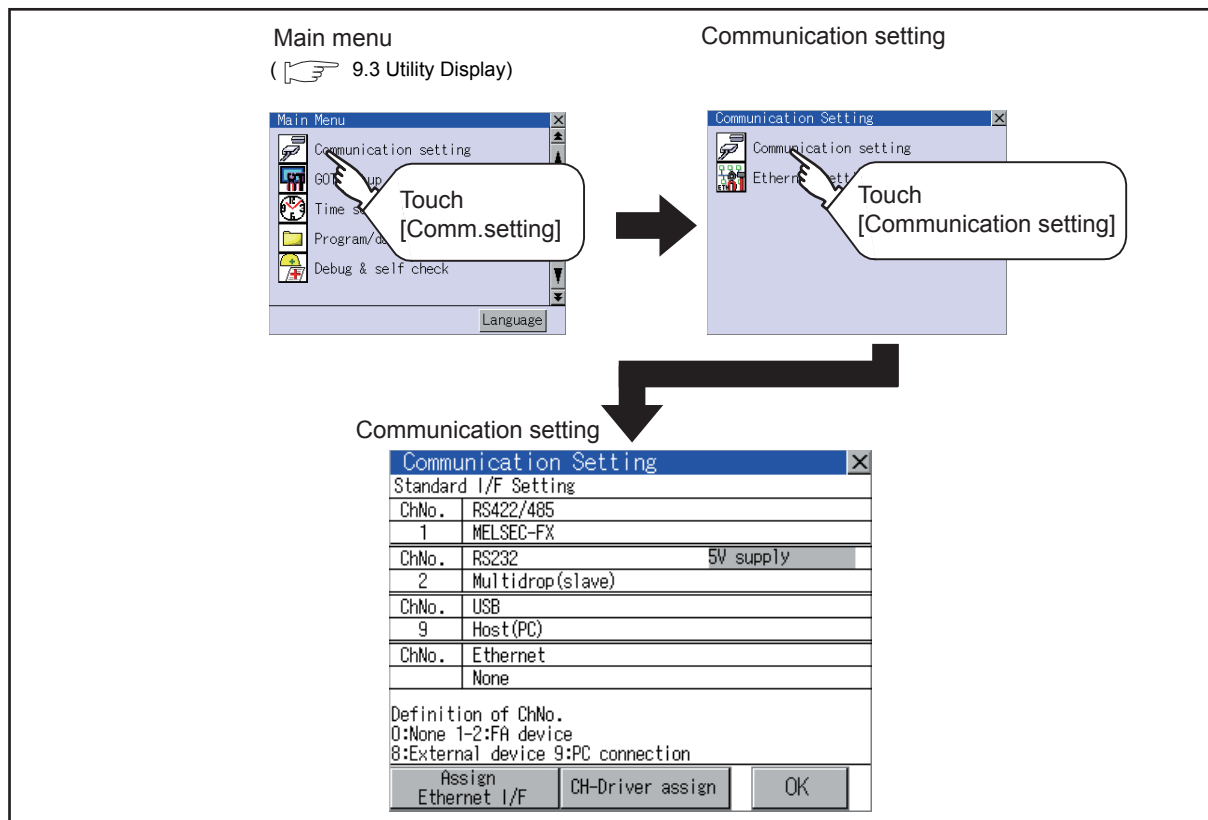 Main menu
( 9.3 Utility Display)
Communication setting
Main Menu
Communication setting
GOT
Time s
Program/da
Debug & self check
Language
Touch
[Comm.setting]
Communication Setting
Communication setting
Ethern
Touch
[Communication setting]
Communication setting
Communication Setting
Standard I/F Setting
ChNo. RS422/485
1 MELSEC-FX
ChNo. RS232 5V supply
2 Multidrop(slave)
ChNo. USB
9 Host(PC)
ChNo. Ethernet
None
Definition of ChNo.
0:None 1-2:FA device
8:External device 9:PC connection
Assign
Ethernet I/F
CH-Driver assign
OK